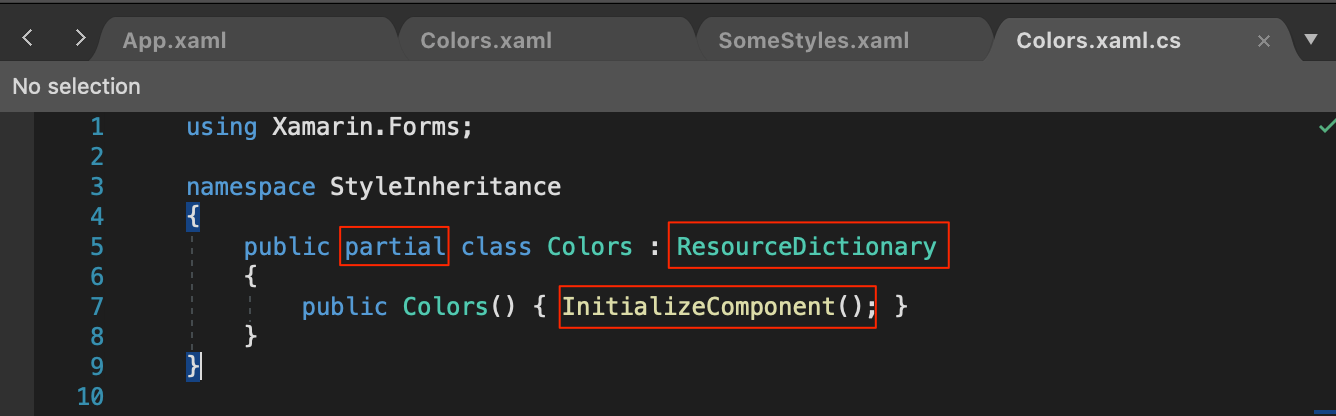 App.xaml Colors.xaml SomeStyles.xaml Colors.xaml.cs
No selection
1 using Xamarin.Forms;
2
3 namespace StyleInheritance
4 {
5 public partial class Colors : ResourceDictionary
6 {
7 public Colors() { InitializeComponent(); }
8 }
9 }
10